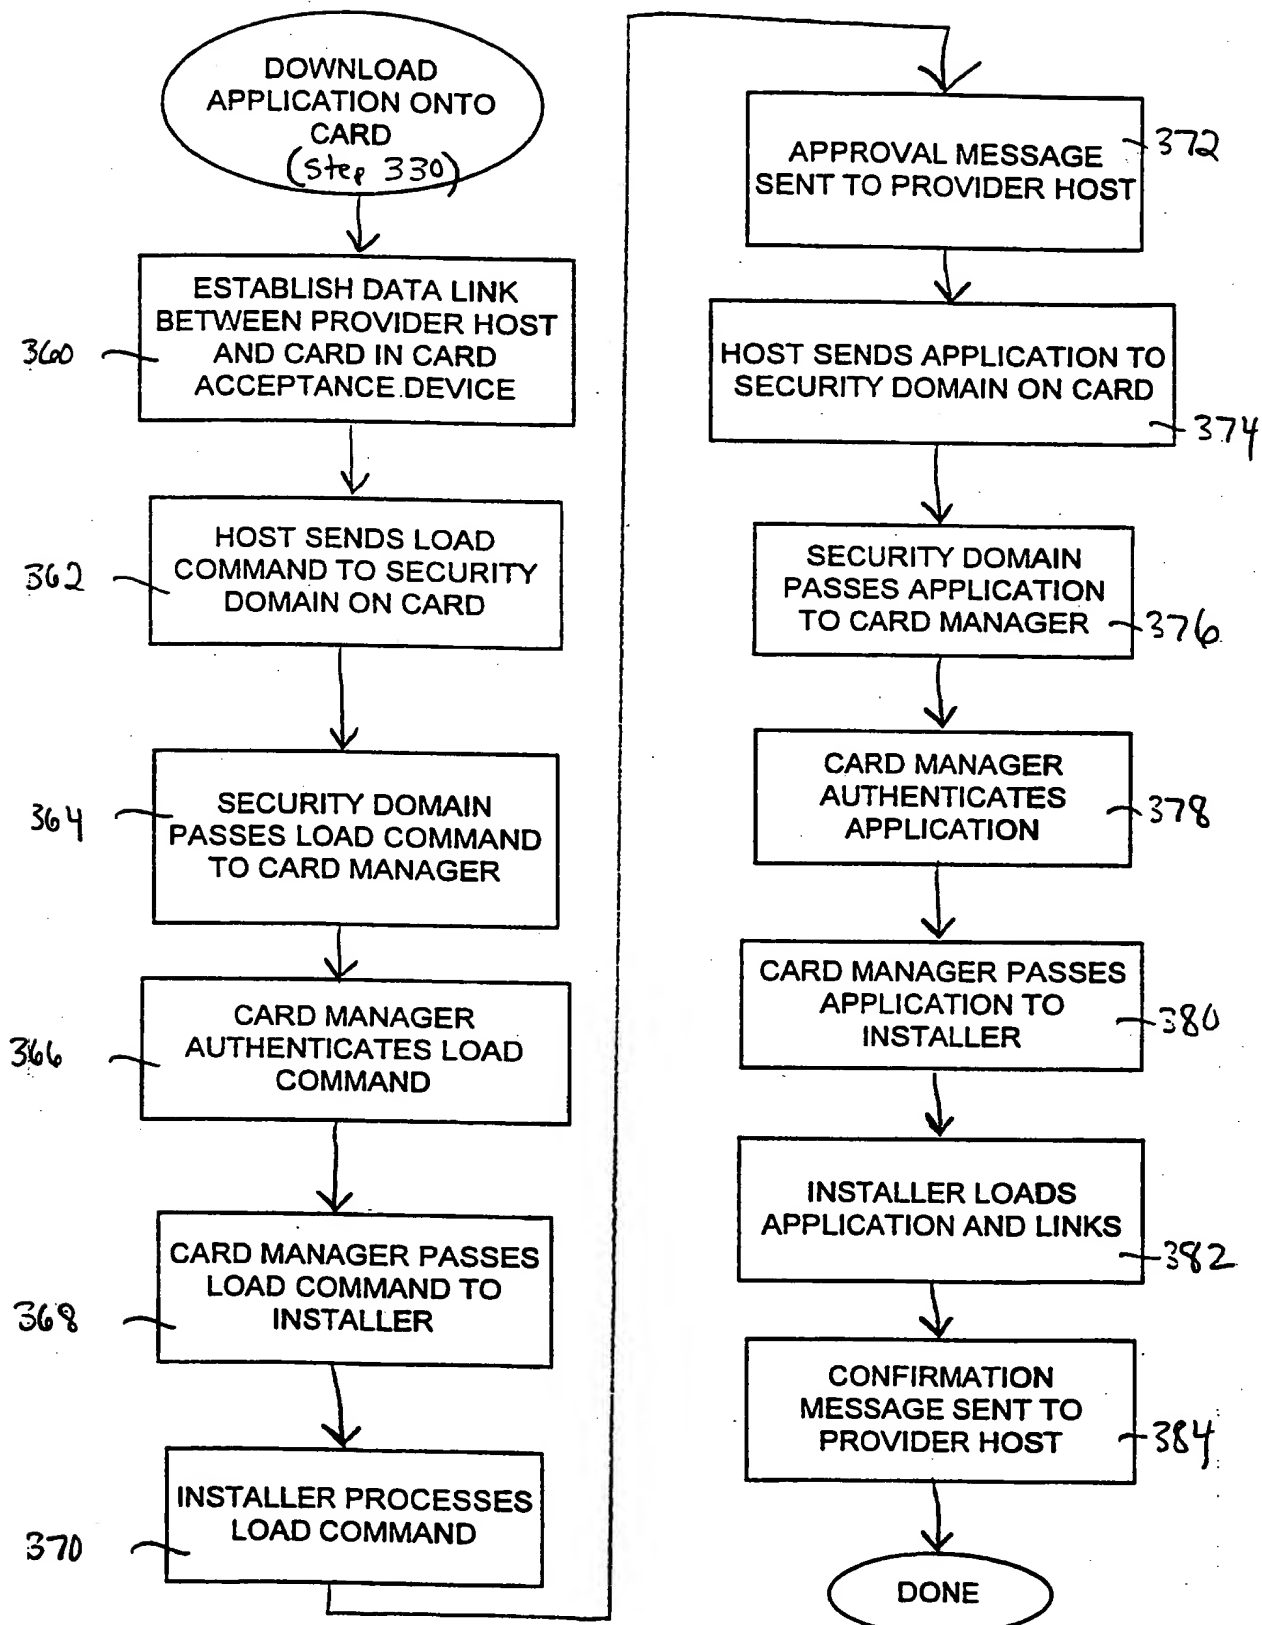 DOWNLOAD
APPLICATION ONTO
CARD
(Step 330)
360
ESTABLISH DATA LINK
BETWEEN PROVIDER HOST
AND CARD IN CARD
ACCEPTANCE DEVICE
362
HOST SENDS LOAD
COMMAND TO SECURITY
DOMAIN ON CARD
364
SECURITY DOMAIN
PASSES LOAD COMMAND
TO CARD MANAGER
366
CARD MANAGER
AUTHENTICATES LOAD
COMMAND
368
CARD MANAGER PASSES
LOAD COMMAND TO
INSTALLER
370
INSTALLER PROCESSES
LOAD COMMAND
372
APPROVAL MESSAGE
SENT TO PROVIDER HOST
HOST SENDS APPLICATION TO
SECURITY DOMAIN ON CARD
374
SECURITY DOMAIN
PASSES APPLICATION
TO CARD MANAGER
376
CARD MANAGER
AUTHENTICATES
APPLICATION
378
CARD MANAGER PASSES
APPLICATION TO
INSTALLER
380
INSTALLER LOADS
APPLICATION AND LINKS
382
CONFIRMATION
MESSAGE SENT TO
PROVIDER HOST
384
DONE